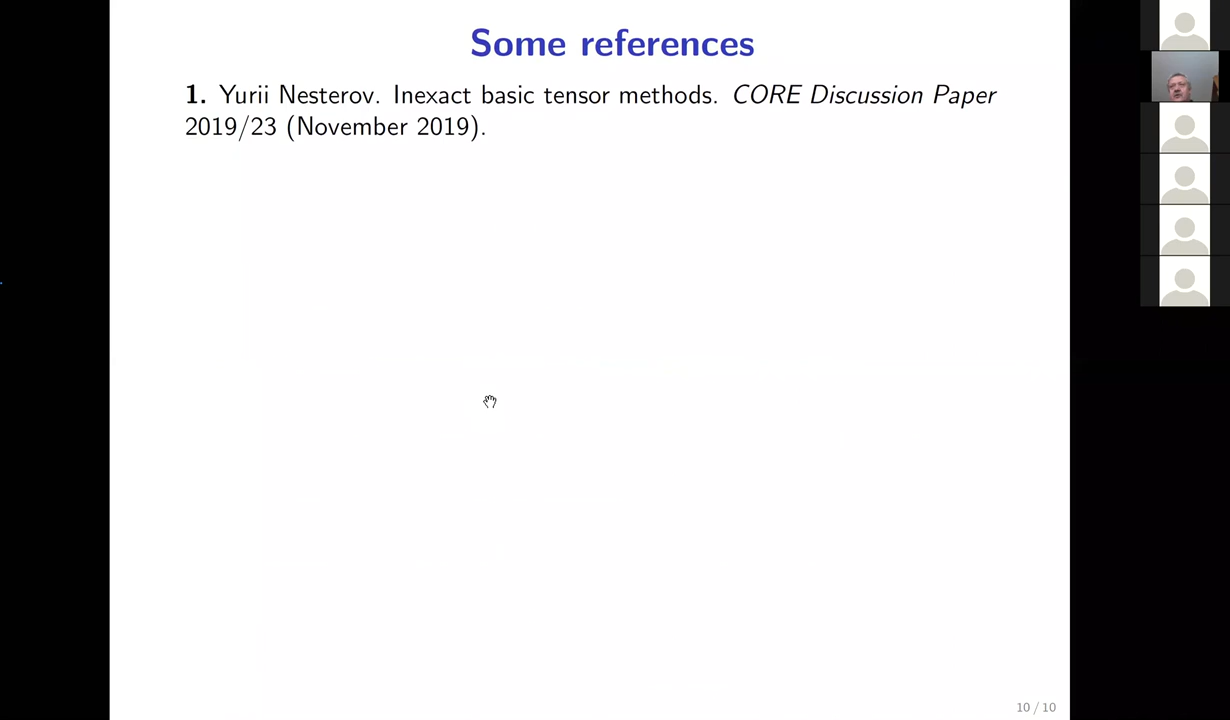 Some references
1. Yurii Nesterov. Inexact basic tensor methods. CORE Discussion Paper
2019/23 (November 2019).
10 / 10